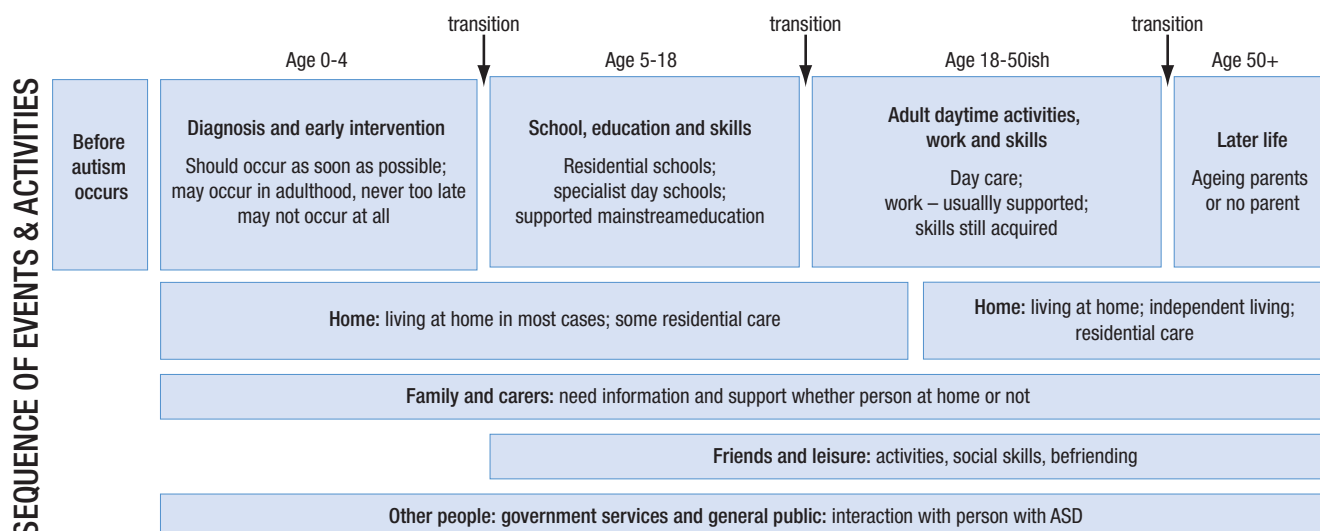 transition
transition
transition
Age 0-4
Age 5-18
Age 18-50ish
Age 50+
SEQUENCE OF EVENTS & ACTIVITIES
Before
autism
occurs
Diagnosis and early intervention
Should occur as soon as possible;
may occur in adulthood, never too late
may not occur at all
School, education and skills
Residential schools;
specialist day schools;
supported mainstreameducation
Adult daytime activities,
work and skills
Day care;
work – usuallly supported;
skills still acquired
Later life
Ageing parents
or no parent
Home: living at home in most cases; some residential care
Home: living at home; independent living;
residential care
Family and carers: need information and support whether person at home or not
Friends and leisure: activities, social skills, befriending
Other people: government services and general public: interaction with person with ASD